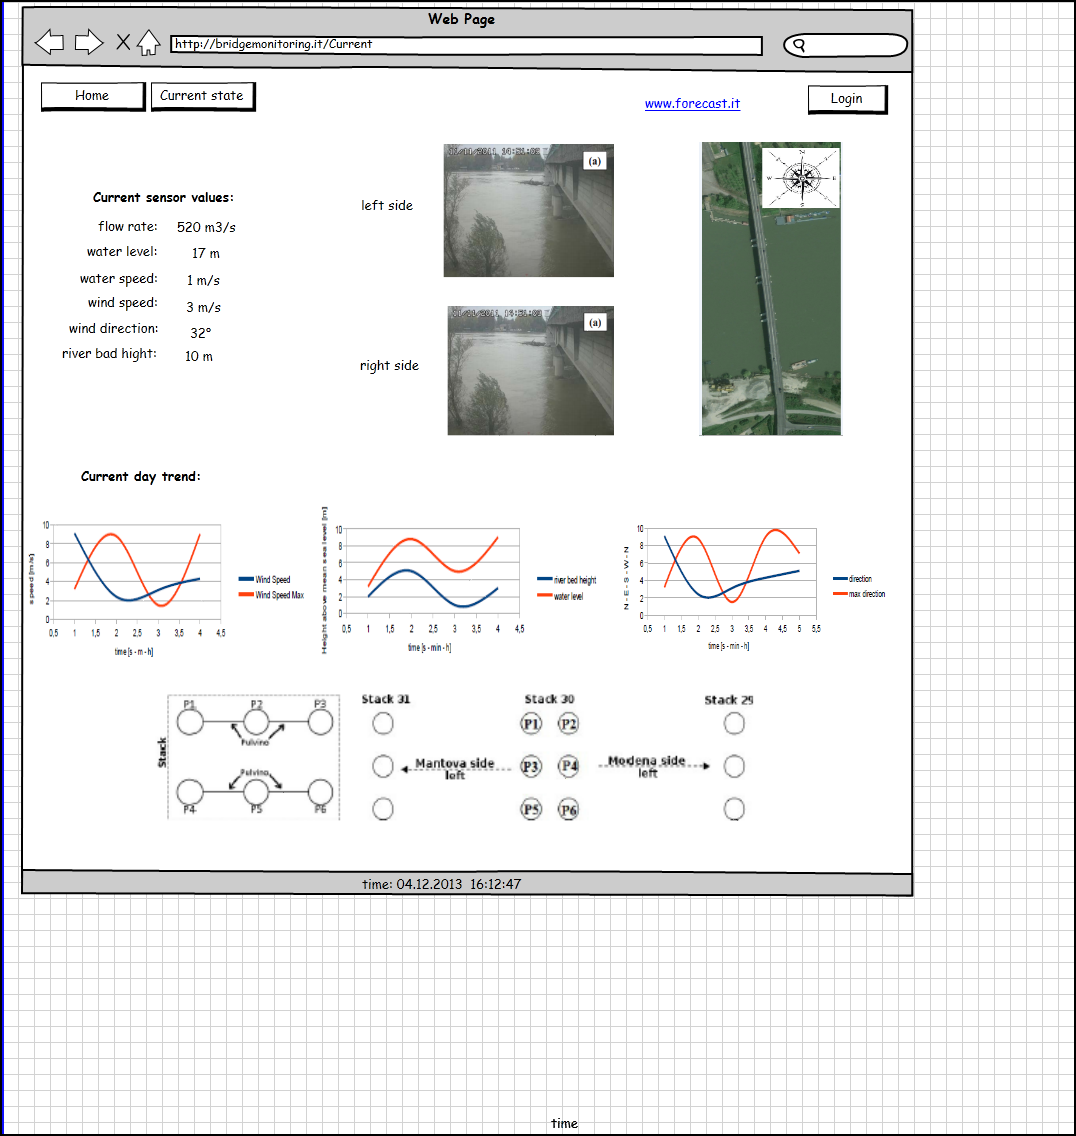 Web Page
http://bridgemonitoring.it/Current
Home
Current state
www.forecast.it
Login
Current sensor values:
flow rate: 520 m3/s
water level: 17 m
water speed: 1 m/s
wind speed: 3 m/s
wind direction: 32°
river bad hight: 10 m
left side
(a)
right side
(a)
N
W E
S
Current day trend:
speed [m/s]
10
8
6
4
2
0
0,5 1 1,5 2 2,5 3 3,5 4 4,5
time [s - m - h]
Wind Speed
Wind Speed Max
Height above mean sea level [m]
10
8
6
4
2
0
0,5 1 1,5 2 2,5 3 3,5 4 4,5
time [s - min - h]
river bed height
water level
N - E - S - W - N
10
8
6
4
2
0
0,5 1 1,5 2 2,5 3 3,5 4 4,5 5 5,5
time [s - min - h]
direction
max direction
Stack
P1 P2 P3
Pulvino
Pulvino
P4 P5 P6
Stack 31
Stack 30
Stack 29
P1 P2
Mantova side
left
P3 P4
Modena side
left
P5 P6
time: 04.12.2013 16:12:47
time